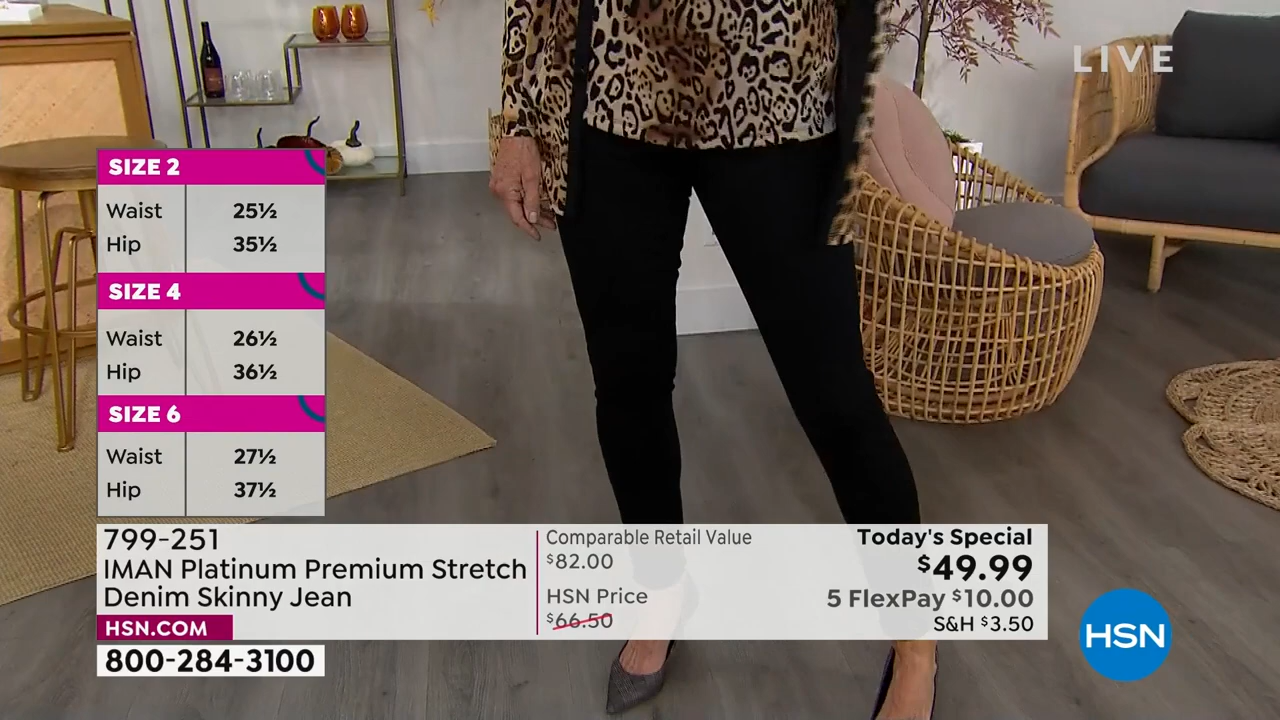 LIVE
SIZE 2
Waist 25½
Hip 35½
SIZE 4
Waist 26½
Hip 36½
SIZE 6
Waist 27½
Hip 37½
799-251
IMAN Platinum Premium Stretch
Denim Skinny Jean
HSN.COM
800-284-3100
Comparable Retail Value
$82.00
HSN Price
$66.50
Today's Special
$49.99
5 FlexPay $10.00
S&H $3.50
HSN